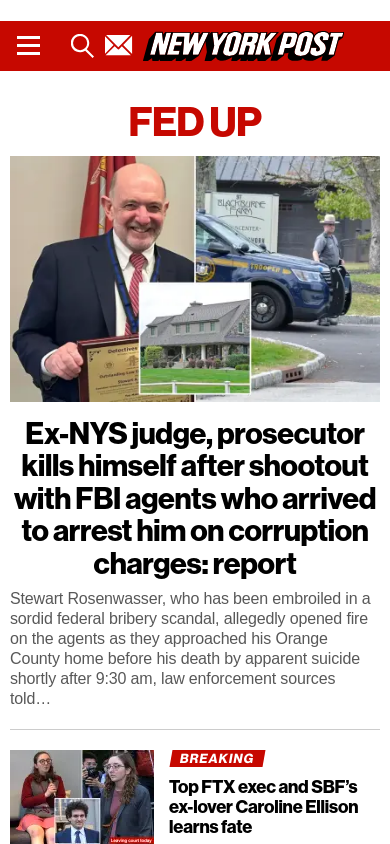 NEW YORK POST
FED UP
BLACKBURNE
FARM
TROOPER
Ex-NYS judge, prosecutor
kills himself after shootout
with FBI agents who arrived
to arrest him on corruption
charges: report
Stewart Rosenwasser, who has been embroiled in a
sordid federal bribery scandal, allegedly opened fire
on the agents as they approached his Orange
County home before his death by apparent suicide
shortly after 9:30 am, law enforcement sources
told…
BREAKING
Top FTX exec and SBF’s
ex-lover Caroline Ellison
learns fate
Leaving court today